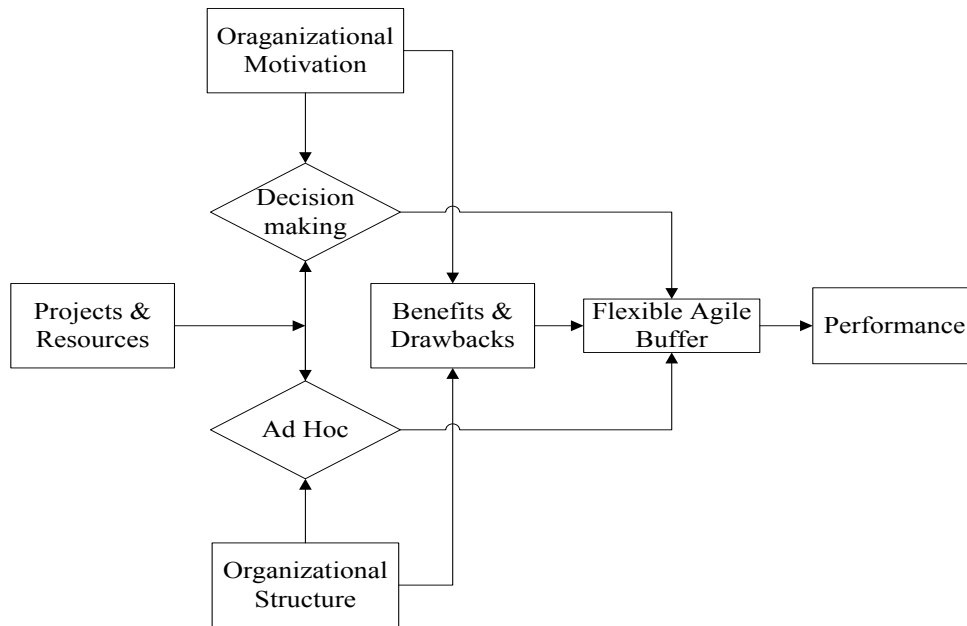 Oraganizational
Motivation
Decision
making
Projects &
Resources
Benefits &
Drawbacks
Flexible Agile
Buffer
Performance
Ad Hoc
Organizational
Structure